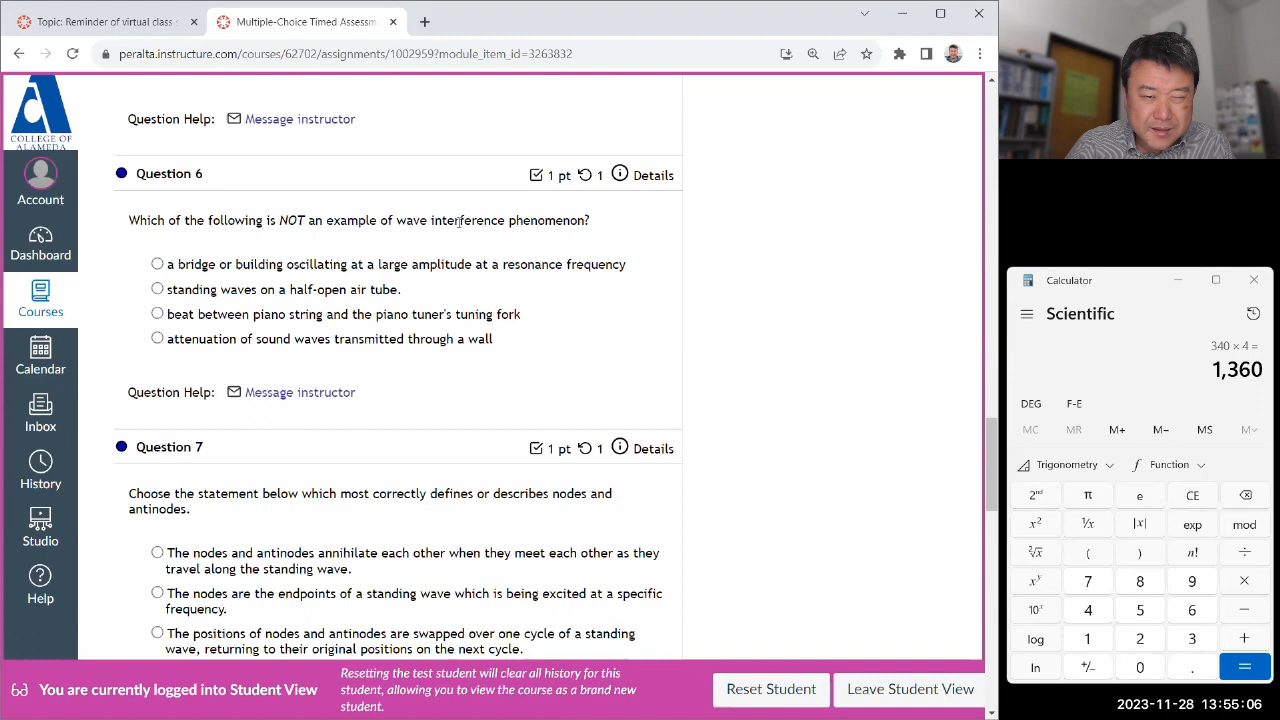 Topic: Reminder of virtual class
Multiple-Choice Timed Assessm
peralta.instructure.com/courses/62702/assignments/1002959?module_item_id=3263832
COLLEGE OF
ALAMEDA
Account
Dashboard
Courses
Calendar
Inbox
History
Studio
Help
Question Help: Message instructor
Question 6 1 pt 1 Details
Which of the following is NOT an example of wave interference phenomenon?
a bridge or building oscillating at a large amplitude at a resonance frequency
standing waves on a half-open air tube.
beat between piano string and the piano tuner's tuning fork
attenuation of sound waves transmitted through a wall
Question Help: Message instructor
Question 7 1 pt 1 Details
Choose the statement below which most correctly defines or describes nodes and
antinodes.
The nodes and antinodes annihilate each other when they meet each other as they
travel along the standing wave.
The nodes are the endpoints of a standing wave which is being excited at a specific
frequency.
The positions of nodes and antinodes are swapped over one cycle of a standing
wave, returning to their original positions on the next cycle.
You are currently logged into Student View
Resetting the test student will clear all history for this
student, allowing you to view the course as a brand new
student.
Reset Student
Leave Student View
Calculator
Scientific
340 × 4 =
1,360
DEG F-E
MC MR M+ M− MS M˅
Trigonometry f Function
2nd π e CE
x² ¹/x |x| exp mod
²√x ( ) n! ÷
xʸ 7 8 9 ×
10ˣ 4 5 6 −
log 1 2 3 +
ln +/− 0 . =
2023-11-28 13:55:06